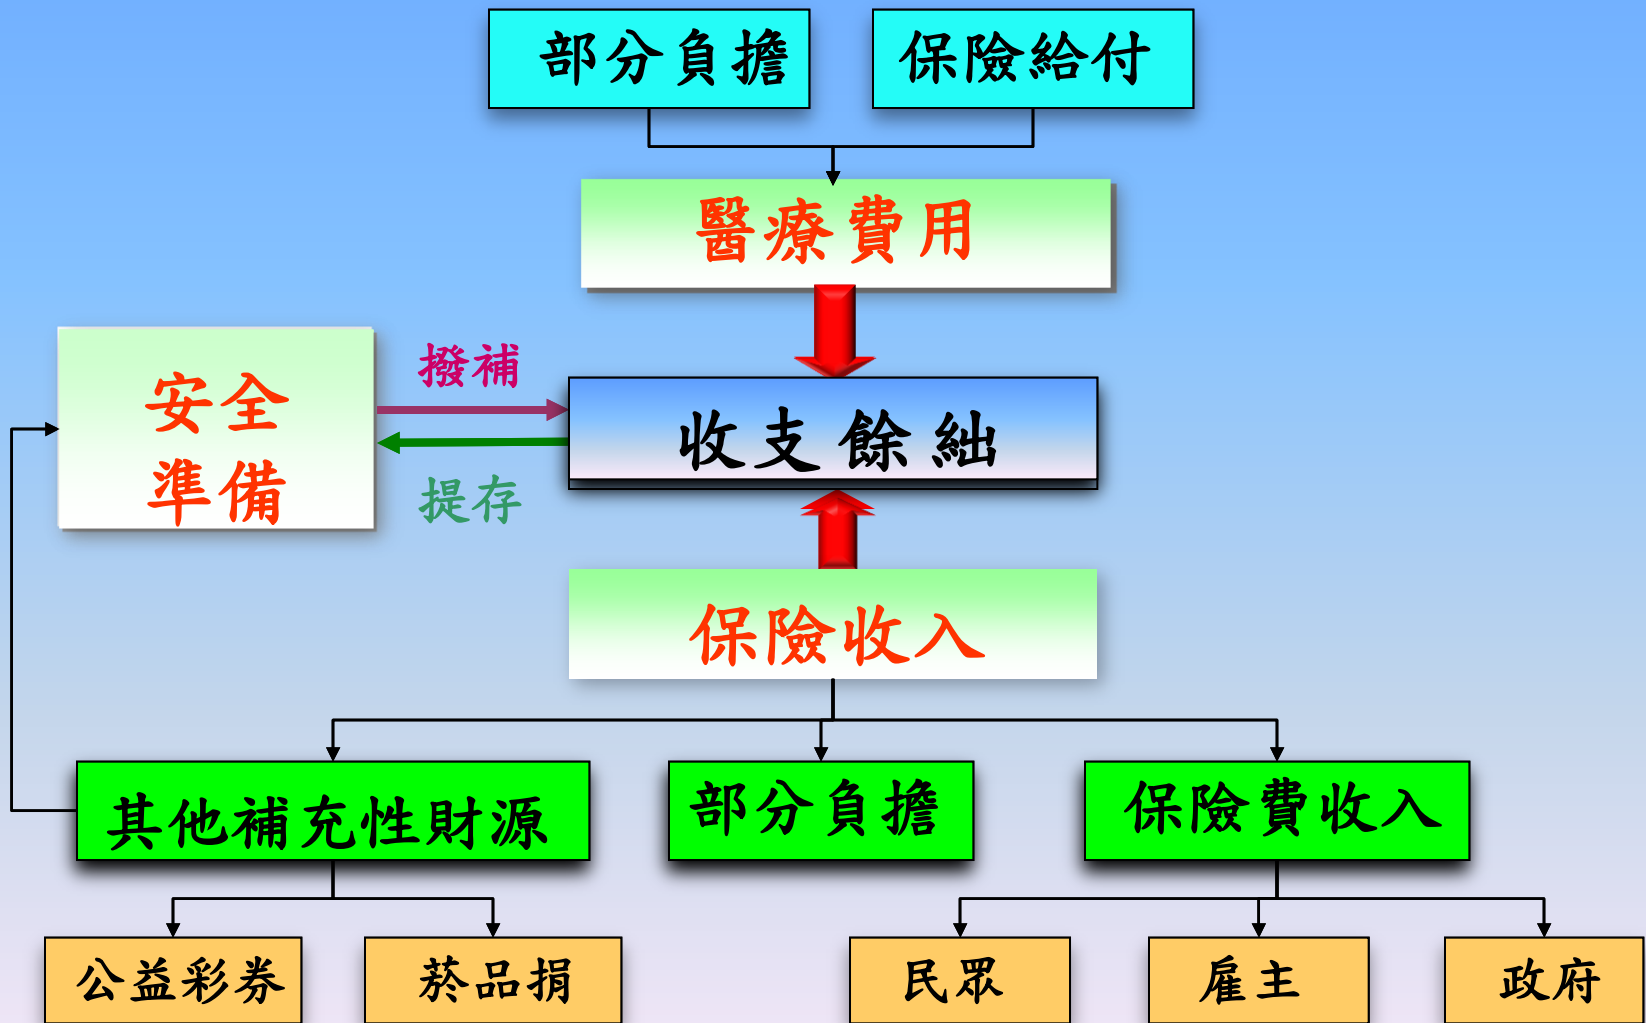 部分負擔
保險給付
醫療費用
安全
準備
撥補
提存
收支餘絀
保險收入
其他補充性財源
部分負擔
保險費收入
公益彩券
菸品捐
民眾
雇主
政府